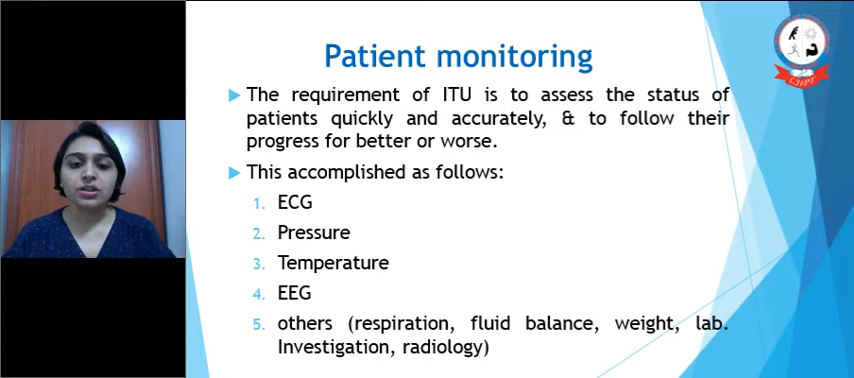 Patient monitoring
The requirement of ITU is to assess the status of
patients quickly and accurately, & to follow their
progress for better or worse.
This accomplished as follows:
1. ECG
2. Pressure
3. Temperature
4. EEG
5. others (respiration, fluid balance, weight, lab.
Investigation, radiology)